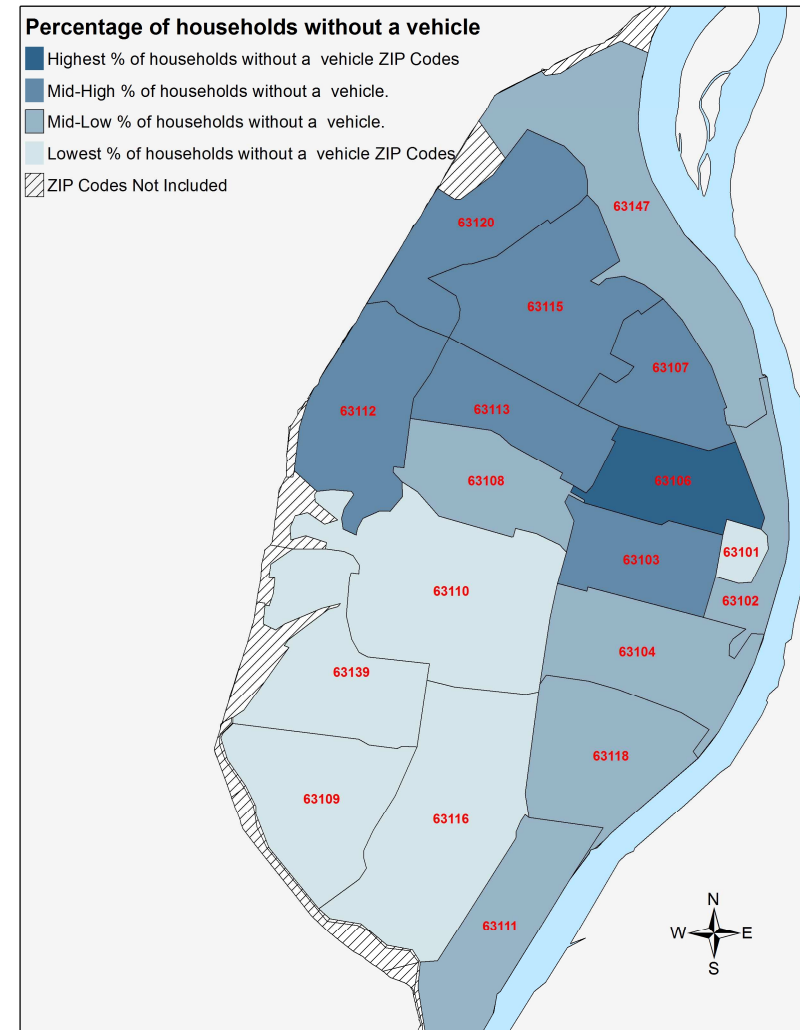 Percentage of households without a vehicle
Highest % of households without a  vehicle ZIP Codes
Mid-High % of households without a  vehicle.
Mid-Low % of households without a  vehicle.
Lowest % of households without a  vehicle ZIP Codes
ZIP Codes Not Included
63147
63120
63115
63107
63112
63113
63108
63106
63101
63103
63110
63102
63104
63139
63118
63109
63116
63111
N
W E
S